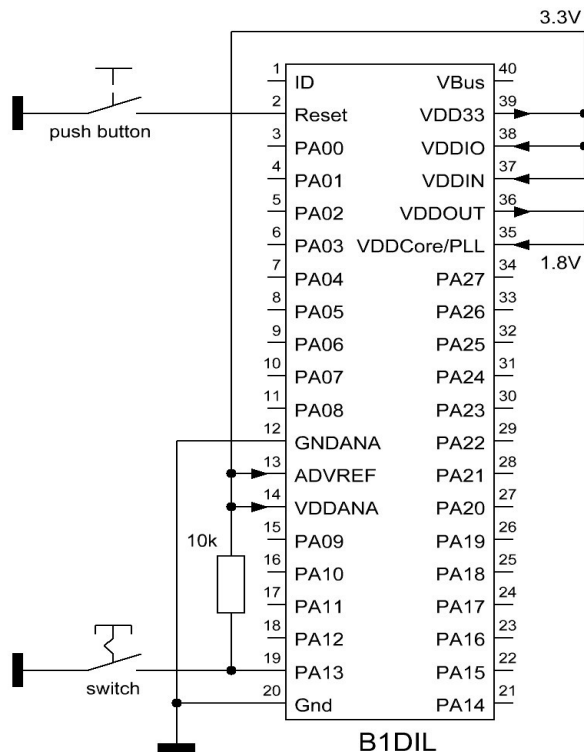 3.3V
push button
1 ID
2 Reset
3 PA00
4 PA01
5 PA02
6 PA03
7 PA04
8 PA05
9 PA06
10 PA07
11 PA08
12 GNDANA
13 ADVREF
14 VDDANA
15 PA09
16 PA10
17 PA11
18 PA12
19 PA13
20 Gnd
VBus 40
VDD33 39
VDDIO 38
VDDIN 37
VDDOUT 36
VDDCore/PLL 35
1.8V
PA27 34
PA26 33
PA25 32
PA24 31
PA23 30
PA22 29
PA21 28
PA20 27
PA19 26
PA18 25
PA17 24
PA16 23
PA15 22
PA14 21
10k
switch
B1DIL